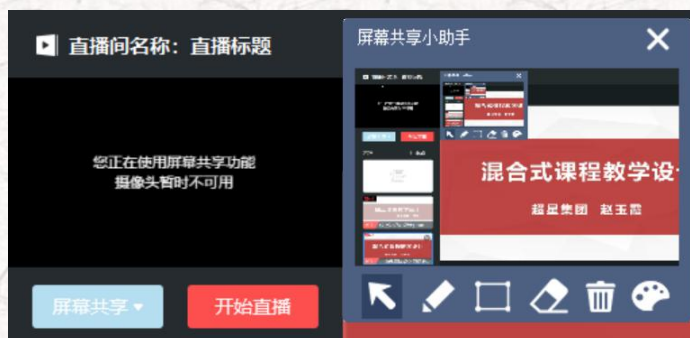 直播间名称：直播标题
您正在使用屏幕共享功能
摄像头暂时不可用
屏幕共享
开始直播
屏幕共享小助手
混合式课程教学设
超星集团 赵玉霞